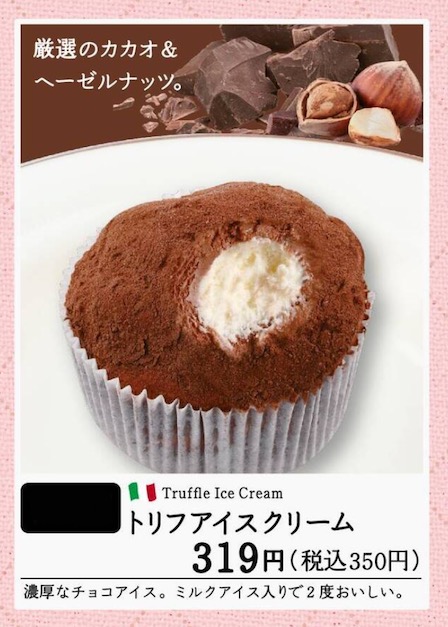 厳選のカカオ&
ヘーゼルナッツ。
Truffle Ice Cream
トリフアイスクリーム
319円(税込350円)
濃厚なチョコアイス。ミルクアイス入りで2度おいしい。